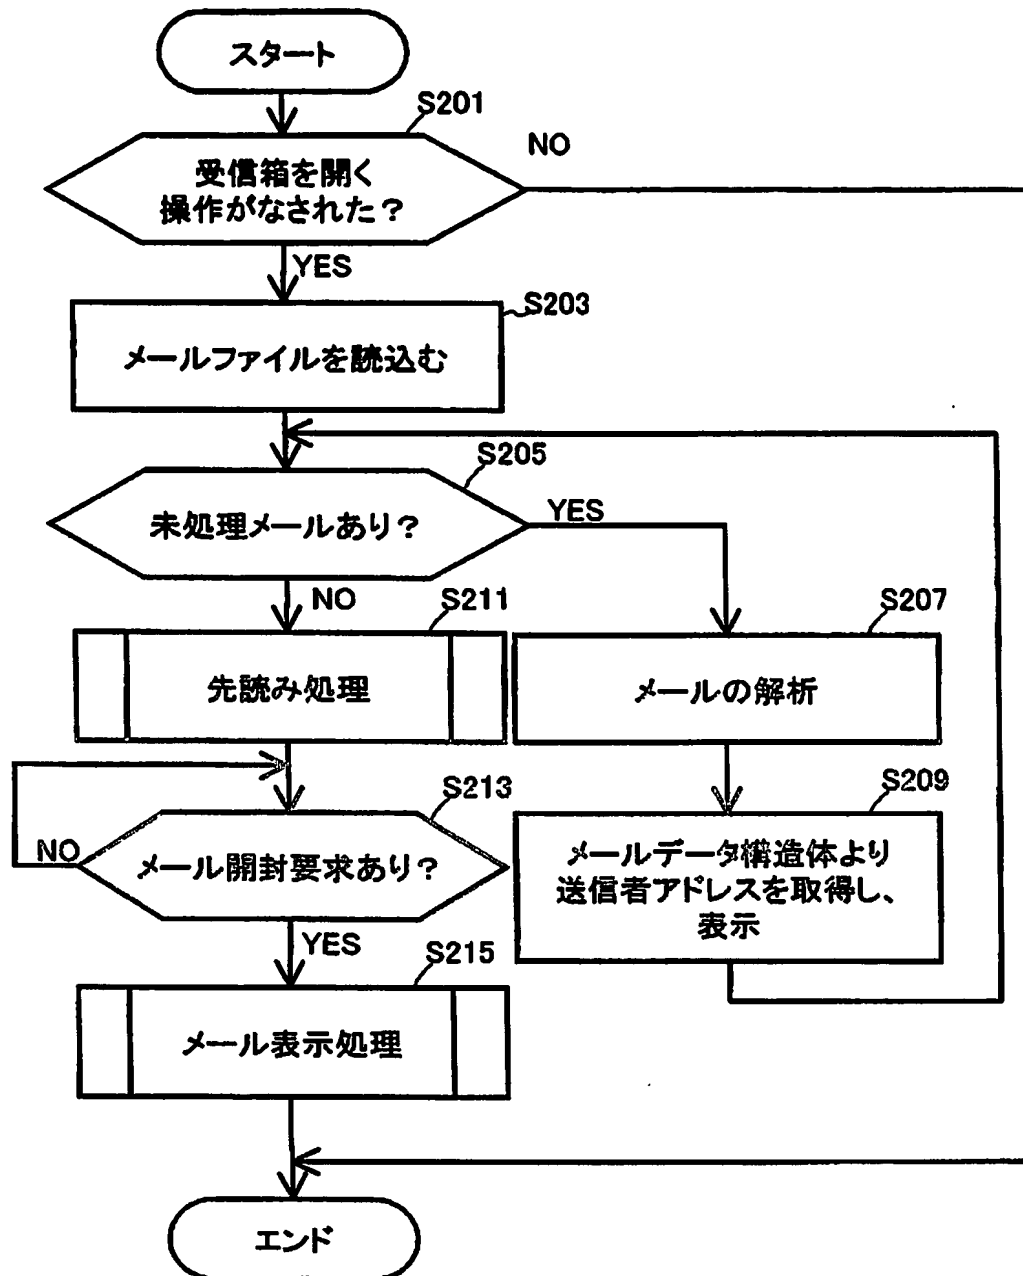 スタート
S201
受信箱を開く
操作がなされた？
NO
YES
S203
メールファイルを読込む
S205
未処理メールあり？
YES
NO
S211
先読み処理
S207
メールの解析
S213
メール開封要求あり？
NO
YES
S209
メールデータ構造体より
送信者アドレスを取得し、
表示
S215
メール表示処理
エンド